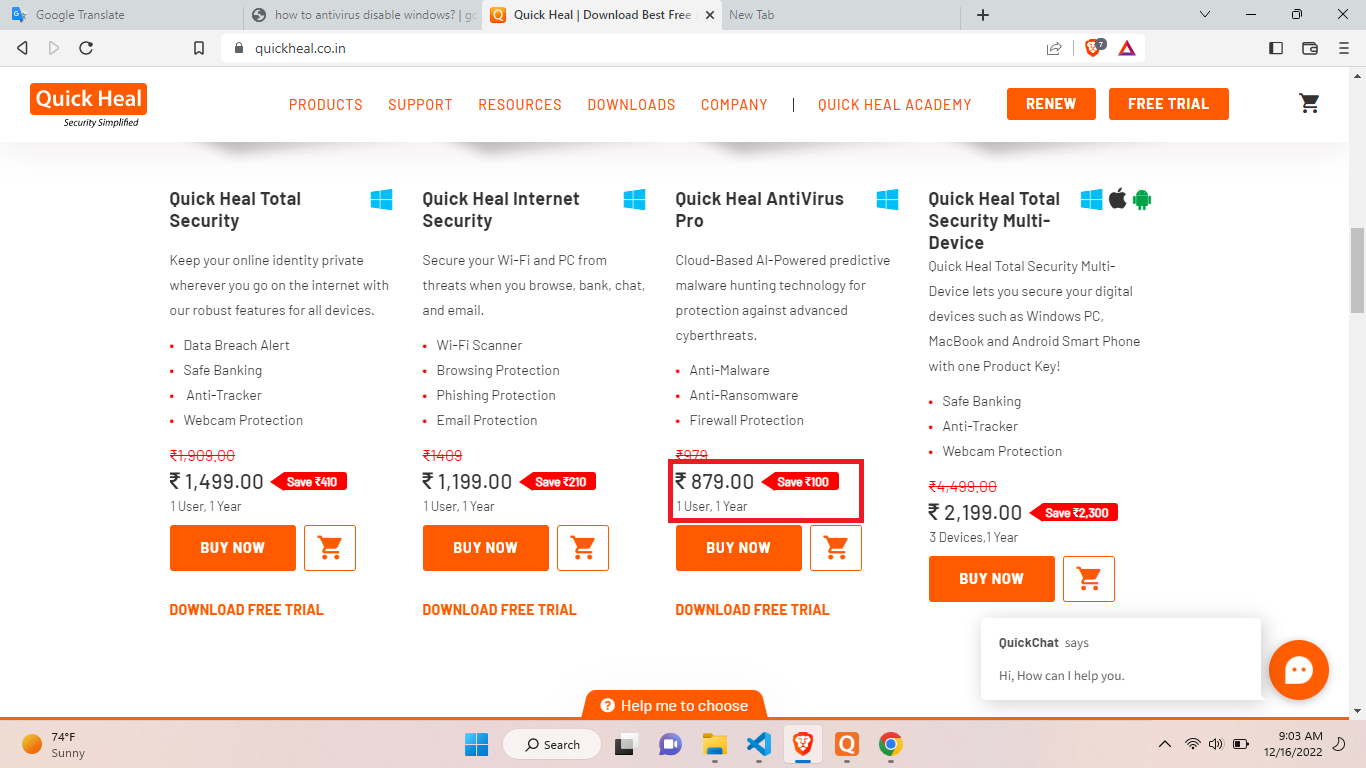 Google Translate
how to antivirus disable windows? | go
Quick Heal | Download Best Free
New Tab
quickheal.co.in
7
Quick Heal
Security Simplified
PRODUCTS
SUPPORT
RESOURCES
DOWNLOADS
COMPANY
|
QUICK HEAL ACADEMY
RENEW
FREE TRIAL
Quick Heal Total
Security
Keep your online identity private
wherever you go on the internet with
our robust features for all devices.
• Data Breach Alert
• Safe Banking
• Anti-Tracker
• Webcam Protection
₹1,909.00
₹ 1,499.00 Save ₹410
1 User, 1 Year
BUY NOW
DOWNLOAD FREE TRIAL
Quick Heal Internet
Security
Secure your Wi-Fi and PC from
threats when you browse, bank, chat,
and email.
• Wi-Fi Scanner
• Browsing Protection
• Phishing Protection
• Email Protection
₹1409
₹ 1,199.00 Save ₹210
1 User, 1 Year
BUY NOW
DOWNLOAD FREE TRIAL
Quick Heal AntiVirus
Pro
Cloud-Based AI-Powered predictive
malware hunting technology for
protection against advanced
cyberthreats.
• Anti-Malware
• Anti-Ransomware
• Firewall Protection
₹979
₹ 879.00 Save ₹100
1 User, 1 Year
BUY NOW
DOWNLOAD FREE TRIAL
Quick Heal Total
Security Multi-
Device
Quick Heal Total Security Multi-
Device lets you secure your digital
devices such as Windows PC,
MacBook and Android Smart Phone
with one Product Key!
• Safe Banking
• Anti-Tracker
• Webcam Protection
₹4,499.00
₹ 2,199.00 Save ₹2,300
3 Devices,1 Year
BUY NOW
QuickChat says
Hi, How can I help you.
? Help me to choose
74°F
Sunny
Search
9:03 AM
12/16/2022